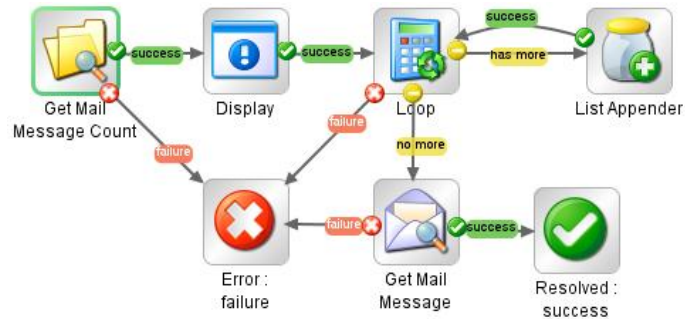 success
success
success
has more
Get Mail
Message Count
Display
Loop
List Appender
failure
failure
no more
failure
success
Error :
failure
Get Mail
Message
Resolved :
success